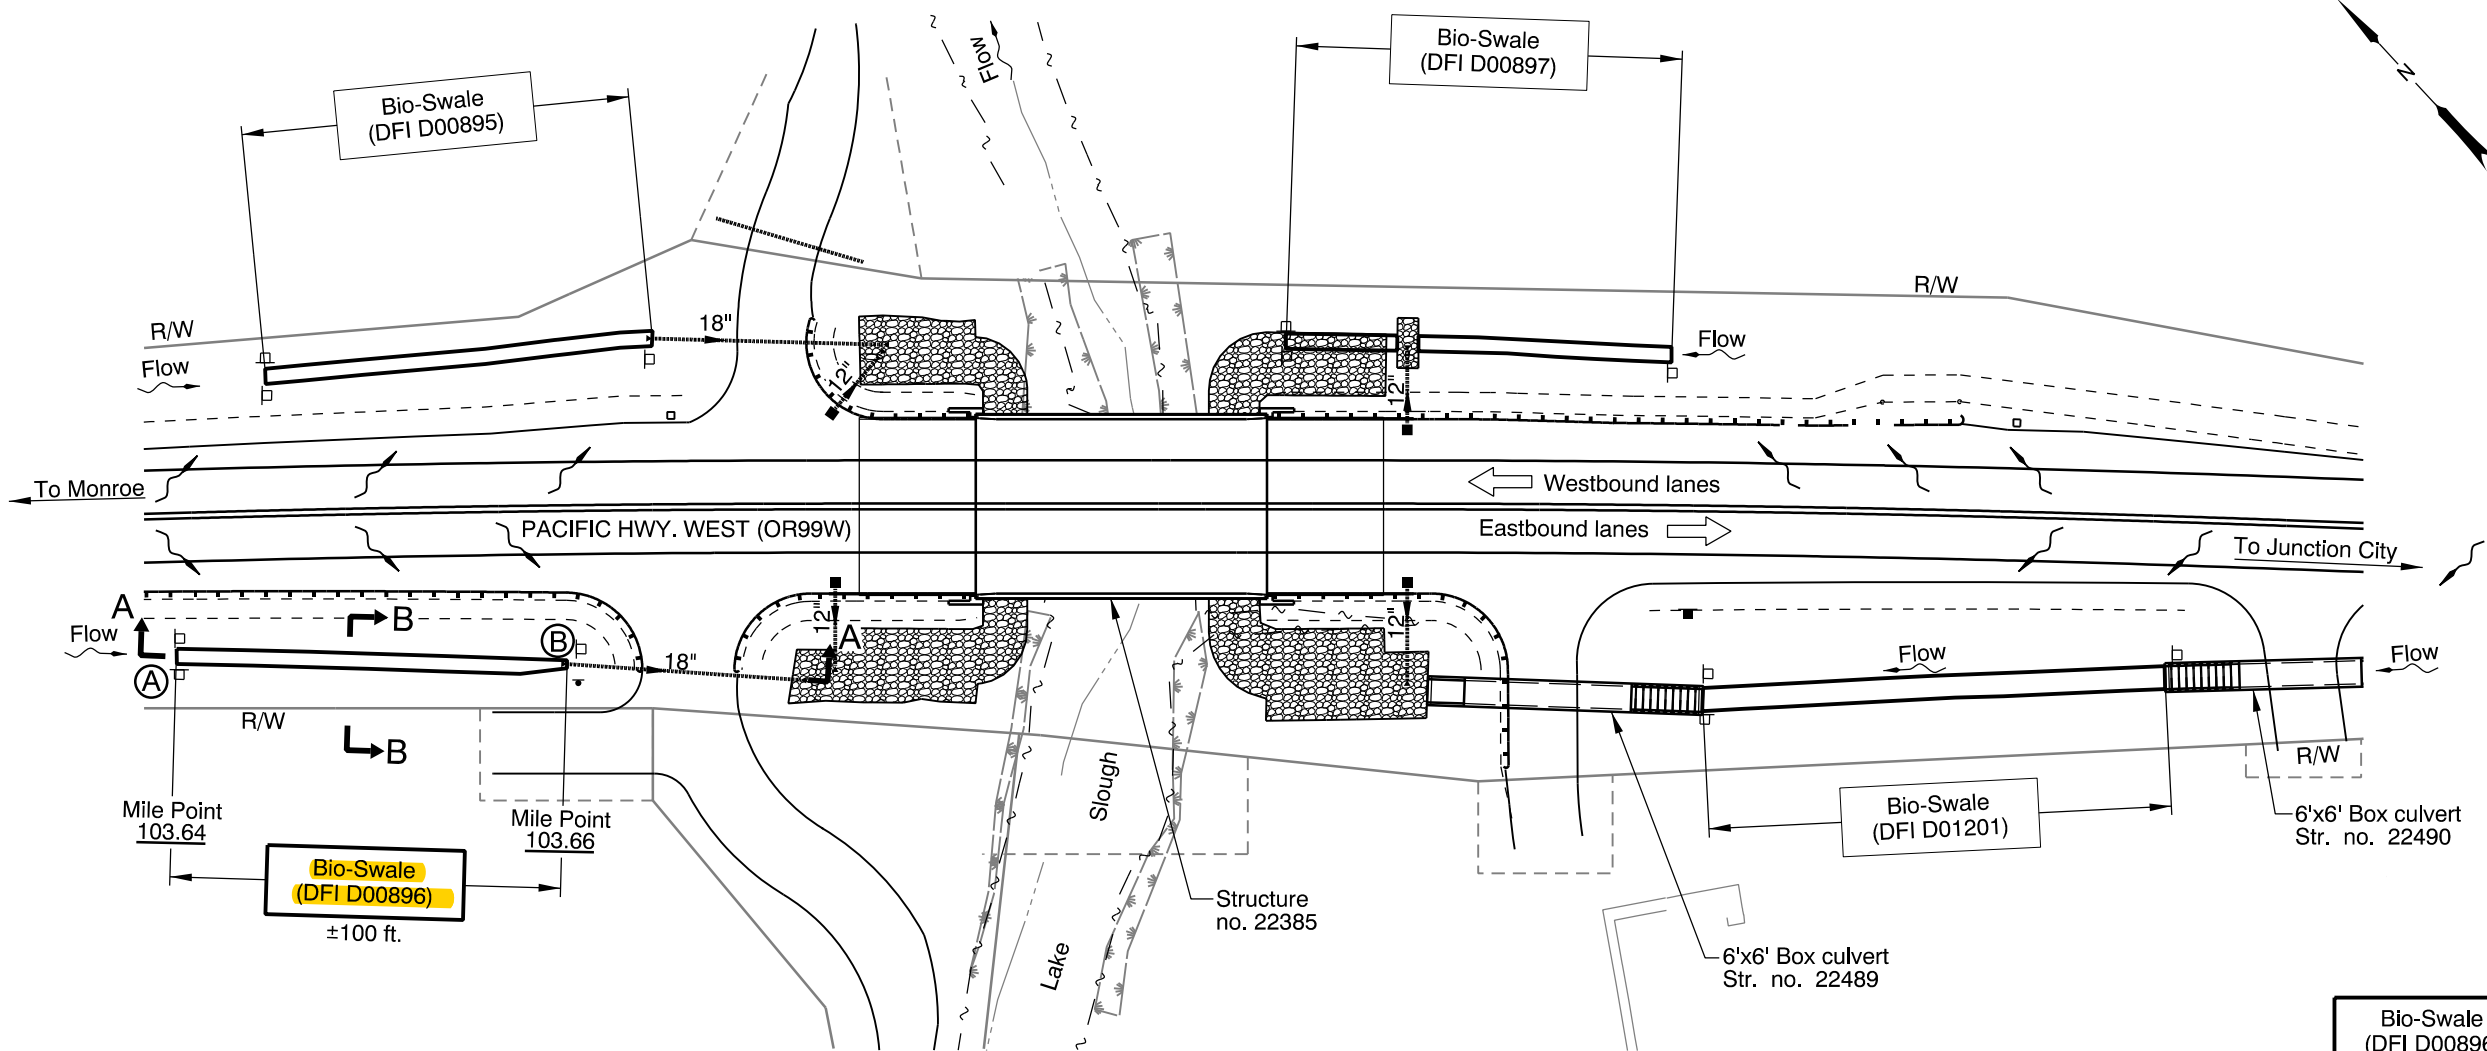 Bio-Swale
(DFI D00895)
Flow
Bio-Swale
(DFI D00897)
N
R/W
Flow
18"
12"
12"
R/W
Flow
To Monroe
Westbound lanes
PACIFIC HWY. WEST (OR99W)
Eastbound lanes
To Junction City
A
B
Flow
A
B
18"
12"
A
12"
Flow
Flow
R/W
B
Mile Point
103.64
Mile Point
103.66
Bio-Swale
(DFI D00896)
±100 ft.
Slough
Lake
Structure
no. 22385
6'x6' Box culvert
Str. no. 22489
Bio-Swale
(DFI D01201)
R/W
6'x6' Box culvert
Str. no. 22490
Bio-Swale
(DFI D00896